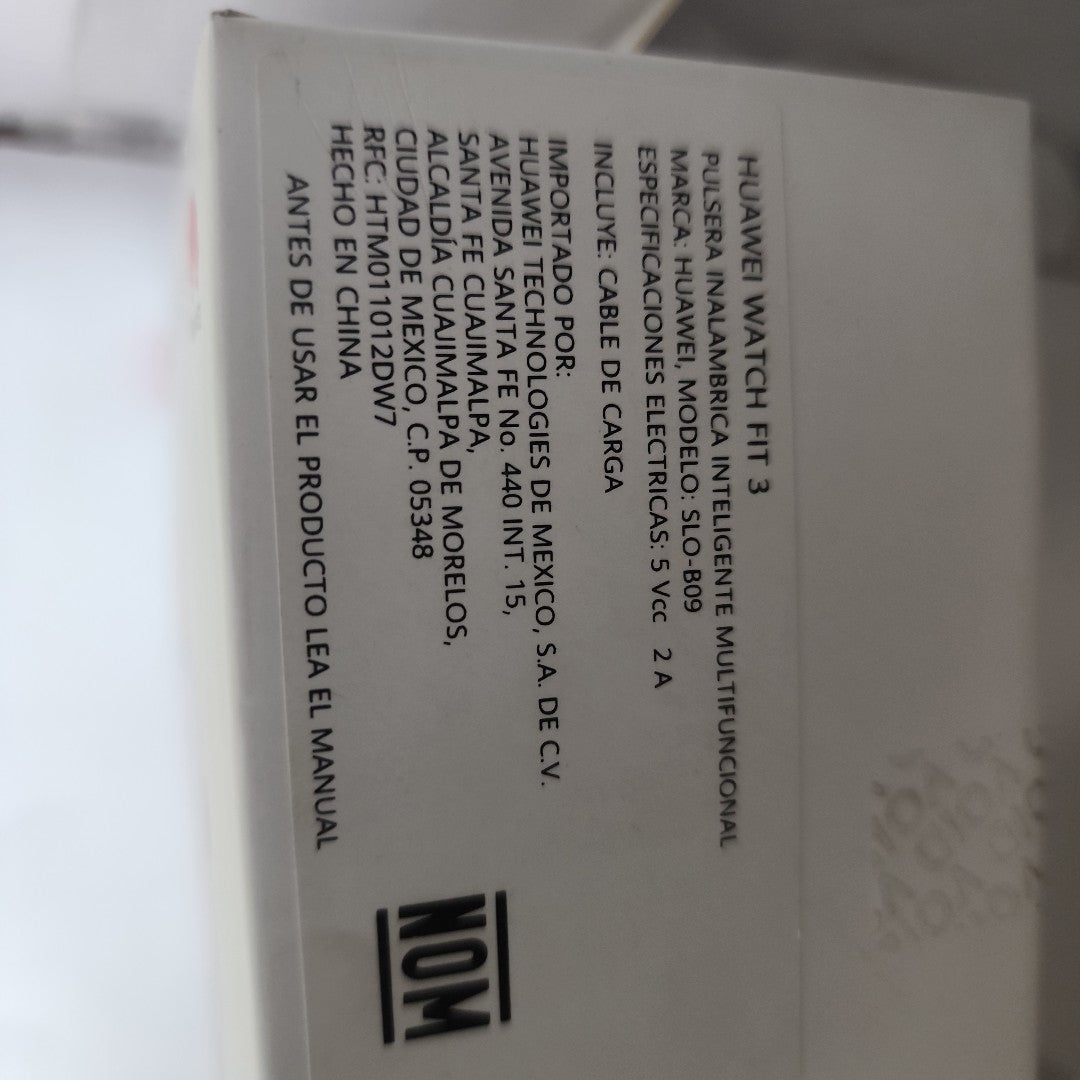 HUAWEI WATCH FIT 3
PULSERA INALAMBRICA INTELIGENTE MULTIFUNCIONAL
MARCA: HUAWEI, MODELO: SLO-B09
ESPECIFICACIONES ELECTRICAS: 5 Vcc 2 A
INCLUYE: CABLE DE CARGA
IMPORTADO POR:
HUAWEI TECHNOLOGIES DE MEXICO, S.A. DE C.V.
AVENIDA SANTA FE No. 440 INT. 15,
SANTA FE CUAJIMALPA,
ALCALDÍA CUAJIMALPA DE MORELOS,
CIUDAD DE MEXICO, C.P. 05348
RFC: HTM011012DW7
HECHO EN CHINA
ANTES DE USAR EL PRODUCTO LEA EL MANUAL
NOM